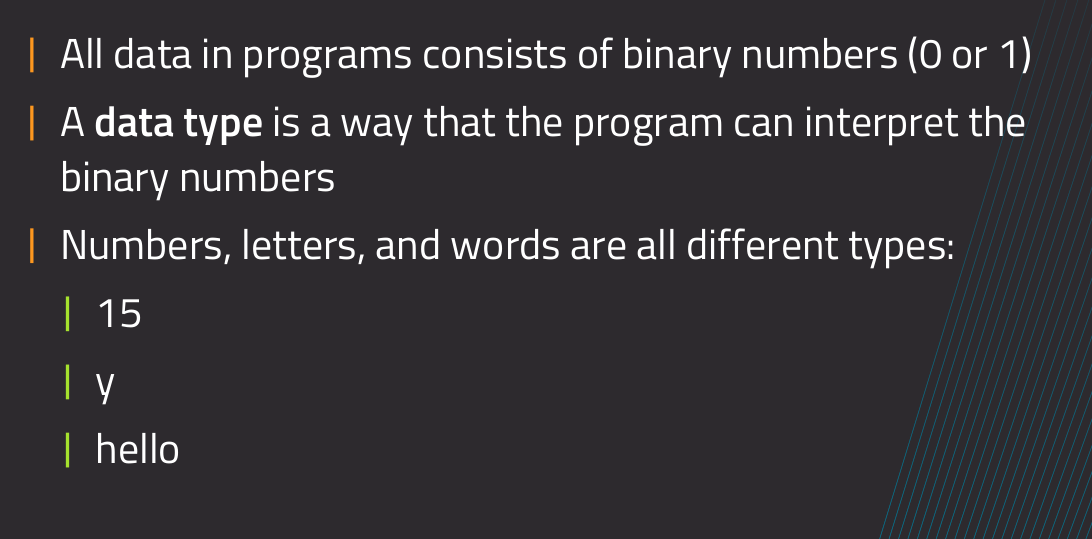 All data in programs consists of binary numbers (0 or 1)
A data type is a way that the program can interpret the
binary numbers
Numbers, letters, and words are all different types:
15
y
hello